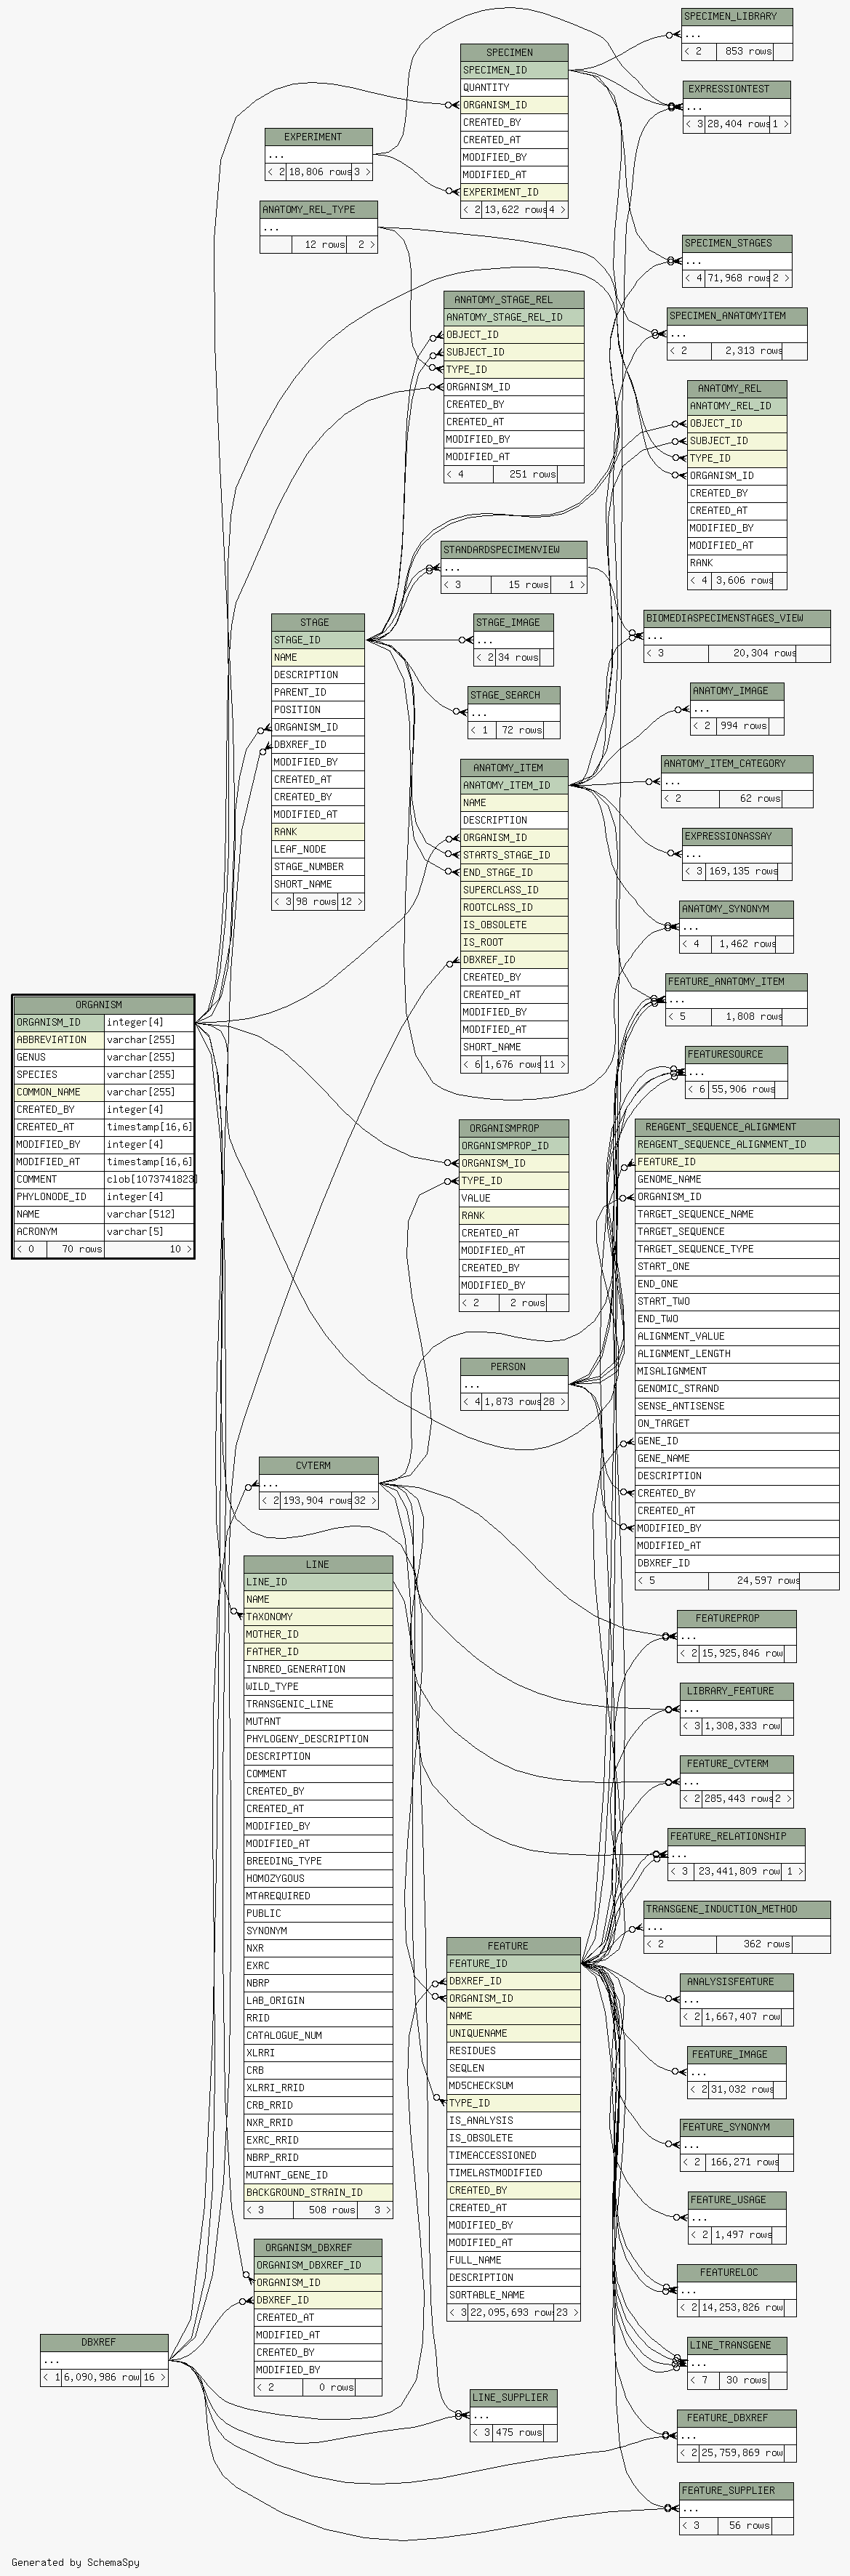 SPECIMEN_LIBRARY
...
< 2 853 rows
SPECIMEN
SPECIMEN_ID
QUANTITY
ORGANISM_ID
CREATED_BY
CREATED_AT
MODIFIED_BY
MODIFIED_AT
EXPERIMENT_ID
< 2 13,622 rows 4 >
EXPRESSIONTEST
...
< 3 28,404 rows 1 >
EXPERIMENT
...
< 2 18,806 rows 3 >
ANATOMY_REL_TYPE
...
12 rows 2 >
SPECIMEN_STAGES
...
< 4 71,968 rows 2 >
ANATOMY_STAGE_REL
ANATOMY_STAGE_REL_ID
OBJECT_ID
SUBJECT_ID
TYPE_ID
ORGANISM_ID
CREATED_BY
CREATED_AT
MODIFIED_BY
MODIFIED_AT
< 4 251 rows
SPECIMEN_ANATOMYITEM
...
< 2 2,313 rows
ANATOMY_REL
ANATOMY_REL_ID
OBJECT_ID
SUBJECT_ID
TYPE_ID
ORGANISM_ID
CREATED_BY
CREATED_AT
MODIFIED_BY
MODIFIED_AT
RANK
< 4 3,606 rows
STANDARDSPECIMENVIEW
...
< 3 15 rows 1 >
STAGE
STAGE_ID
NAME
DESCRIPTION
PARENT_ID
POSITION
ORGANISM_ID
DBXREF_ID
MODIFIED_BY
CREATED_AT
CREATED_BY
MODIFIED_AT
RANK
LEAF_NODE
STAGE_NUMBER
SHORT_NAME
< 3 98 rows 12 >
STAGE_IMAGE
...
< 2 34 rows
BIOMEDIASPECIMENSTAGES_VIEW
...
< 3 20,304 rows
STAGE_SEARCH
...
< 1 72 rows
ANATOMY_IMAGE
...
< 2 994 rows
ANATOMY_ITEM
ANATOMY_ITEM_ID
NAME
DESCRIPTION
ORGANISM_ID
STARTS_STAGE_ID
END_STAGE_ID
SUPERCLASS_ID
ROOTCLASS_ID
IS_OBSOLETE
IS_ROOT
DBXREF_ID
CREATED_BY
CREATED_AT
MODIFIED_BY
MODIFIED_AT
SHORT_NAME
< 6 1,676 rows 11 >
ANATOMY_ITEM_CATEGORY
...
< 2 62 rows
EXPRESSIONASSAY
...
< 3 169,135 rows
ANATOMY_SYNONYM
...
< 4 1,462 rows
FEATURE_ANATOMY_ITEM
...
< 5 1,808 rows
ORGANISM
ORGANISM_ID integer[4]
ABBREVIATION varchar[255]
GENUS varchar[255]
SPECIES varchar[255]
COMMON_NAME varchar[255]
CREATED_BY integer[4]
CREATED_AT timestamp[16,6]
MODIFIED_BY integer[4]
MODIFIED_AT timestamp[16,6]
COMMENT clob[1073741823]
PHYLONODE_ID integer[4]
NAME varchar[512]
ACRONYM varchar[5]
< 0 70 rows 10 >
FEATURESOURCE
...
< 6 55,906 rows
ORGANISMPROP
ORGANISMPROP_ID
ORGANISM_ID
TYPE_ID
VALUE
RANK
CREATED_AT
MODIFIED_AT
CREATED_BY
MODIFIED_BY
< 2 2 rows
REAGENT_SEQUENCE_ALIGNMENT
REAGENT_SEQUENCE_ALIGNMENT_ID
FEATURE_ID
GENOME_NAME
ORGANISM_ID
TARGET_SEQUENCE_NAME
TARGET_SEQUENCE
TARGET_SEQUENCE_TYPE
START_ONE
END_ONE
START_TWO
END_TWO
ALIGNMENT_VALUE
ALIGNMENT_LENGTH
MISALIGNMENT
GENOMIC_STRAND
SENSE_ANTISENSE
ON_TARGET
GENE_ID
GENE_NAME
DESCRIPTION
CREATED_BY
CREATED_AT
MODIFIED_BY
MODIFIED_AT
DBXREF_ID
< 5 24,597 rows
PERSON
...
< 4 1,873 rows 28 >
CVTERM
...
< 2 193,904 rows 32 >
LINE
LINE_ID
NAME
TAXONOMY
MOTHER_ID
FATHER_ID
INBRED_GENERATION
WILD_TYPE
TRANSGENIC_LINE
MUTANT
PHYLOGENY_DESCRIPTION
DESCRIPTION
COMMENT
CREATED_BY
CREATED_AT
MODIFIED_BY
MODIFIED_AT
BREEDING_TYPE
HOMOZYGOUS
MTAREQUIRED
PUBLIC
SYNONYM
NXR
EXRC
NBRP
LAB_ORIGIN
RRID
CATALOGUE_NUM
XLRRI
CRB
XLRRI_RRID
CRB_RRID
NXR_RRID
EXRC_RRID
NBRP_RRID
MUTANT_GENE_ID
BACKGROUND_STRAIN_ID
< 3 508 rows 3 >
FEATUREPROP
...
< 2 15,925,846 row
LIBRARY_FEATURE
...
< 3 1,308,333 row
FEATURE_CVTERM
...
< 2 285,443 rows 2 >
FEATURE_RELATIONSHIP
...
< 3 23,441,809 row 1 >
TRANSGENE_INDUCTION_METHOD
...
< 2 362 rows
FEATURE
FEATURE_ID
DBXREF_ID
ORGANISM_ID
NAME
UNIQUENAME
RESIDUES
SEQLEN
MD5CHECKSUM
TYPE_ID
IS_ANALYSIS
IS_OBSOLETE
TIMEACCESSIONED
TIMELASTMODIFIED
CREATED_BY
CREATED_AT
MODIFIED_BY
MODIFIED_AT
FULL_NAME
DESCRIPTION
SORTABLE_NAME
< 3 22,095,693 row 23 >
ANALYSISFEATURE
...
< 2 1,667,407 row
FEATURE_IMAGE
...
< 2 31,032 rows
FEATURE_SYNONYM
...
< 2 166,271 rows
FEATURE_USAGE
...
< 2 1,497 rows
ORGANISM_DBXREF
ORGANISM_DBXREF_ID
ORGANISM_ID
DBXREF_ID
CREATED_AT
MODIFIED_AT
CREATED_BY
MODIFIED_BY
< 2 0 rows
FEATURELOC
...
< 2 14,253,826 row
DBXREF
...
< 1 6,090,986 row 16 >
LINE_TRANSGENE
...
< 7 30 rows
LINE_SUPPLIER
...
< 3 475 rows
FEATURE_DBXREF
...
< 2 25,759,869 row
FEATURE_SUPPLIER
...
< 3 56 rows
Generated by SchemaSpy